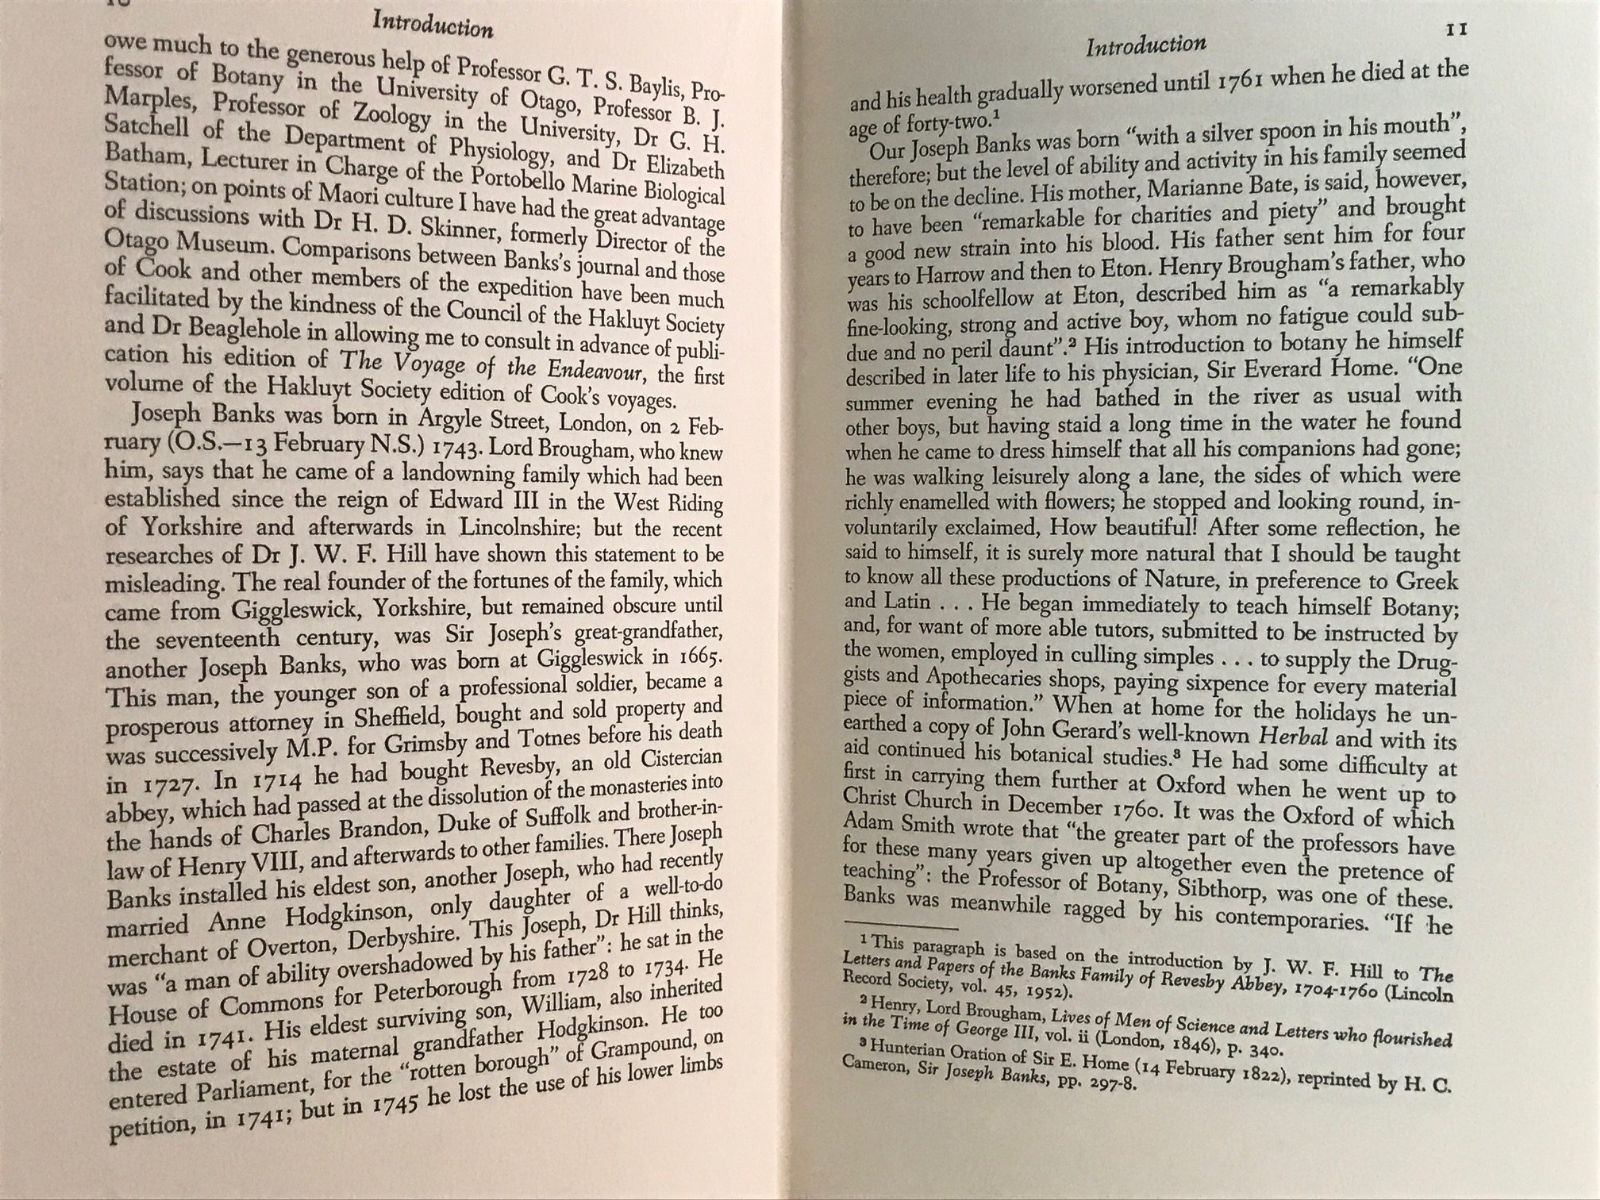 Introduction
owe much to the generous help of Professor G. T. S. Baylis, Pro-
fessor of Botany in the University of Otago, Professor B. J.
Marples, Professor of Zoology in the University, Dr G. H.
Satchell of the Department of Physiology, and Dr Elizabeth
Batham, Lecturer in Charge of the Portobello Marine Biological
Station; on points of Maori culture I have had the great advantage
of discussions with Dr H. D. Skinner, formerly Director of the
Otago Museum. Comparisons between Banks's journal and those
of Cook and other members of the expedition have been much
facilitated by the kindness of the Council of the Hakluyt Society
and Dr Beaglehole in allowing me to consult in advance of publi-
cation his edition of The Voyage of the Endeavour, the first
volume of the Hakluyt Society edition of Cook's voyages.
Joseph Banks was born in Argyle Street, London, on 2 Feb-
ruary (O.S.—13 February N.S.) 1743. Lord Brougham, who knew
him, says that he came of a landowning family which had been
established since the reign of Edward III in the West Riding
of Yorkshire and afterwards in Lincolnshire; but the recent
researches of Dr J. W. F. Hill have shown this statement to be
misleading. The real founder of the fortunes of the family, which
came from Giggleswick, Yorkshire, but remained obscure until
the seventeenth century, was Sir Joseph's great-grandfather,
another Joseph Banks, who was born at Giggleswick in 1665.
This man, the younger son of a professional soldier, became a
prosperous attorney in Sheffield, bought and sold property and
was successively M.P. for Grimsby and Totnes before his death
in 1727. In 1714 he had bought Revesby, an old Cistercian
abbey, which had passed at the dissolution of the monasteries into
the hands of Charles Brandon, Duke of Suffolk and brother-in-
law of Henry VIII, and afterwards to other families. There Joseph
Banks installed his eldest son, another Joseph, who had recently
married Anne Hodgkinson, only daughter of a well-to-do
merchant of Overton, Derbyshire. This Joseph, Dr Hill thinks,
was "a man of ability overshadowed by his father": he sat in the
House of Commons for Peterborough from 1728 to 1734. He
died in 1741. His eldest surviving son, William, also inherited
the estate of his maternal grandfather Hodgkinson. He too
entered Parliament, for the "rotten borough" of Grampound, on
petition, in 1741; but in 1745 he lost the use of his lower limbs
Introduction 11
and his health gradually worsened until 1761 when he died at the
age of forty-two.¹
Our Joseph Banks was born "with a silver spoon in his mouth",
therefore; but the level of ability and activity in his family seemed
to be on the decline. His mother, Marianne Bate, is said, however,
to have been "remarkable for charities and piety" and brought
a good new strain into his blood. His father sent him for four
years to Harrow and then to Eton. Henry Brougham's father, who
was his schoolfellow at Eton, described him as "a remarkably
fine-looking, strong and active boy, whom no fatigue could sub-
due and no peril daunt".² His introduction to botany he himself
described in later life to his physician, Sir Everard Home. "One
summer evening he had bathed in the river as usual with
other boys, but having staid a long time in the water he found
when he came to dress himself that all his companions had gone;
he was walking leisurely along a lane, the sides of which were
richly enamelled with flowers; he stopped and looking round, in-
voluntarily exclaimed, How beautiful! After some reflection, he
said to himself, it is surely more natural that I should be taught
to know all these productions of Nature, in preference to Greek
and Latin . . . He began immediately to teach himself Botany;
and, for want of more able tutors, submitted to be instructed by
the women, employed in culling simples . . . to supply the Drug-
gists and Apothecaries shops, paying sixpence for every material
piece of information." When at home for the holidays he un-
earthed a copy of John Gerard's well-known Herbal and with its
aid continued his botanical studies.³ He had some difficulty at
first in carrying them further at Oxford when he went up to
Christ Church in December 1760. It was the Oxford of which
Adam Smith wrote that "the greater part of the professors have
for these many years given up altogether even the pretence of
teaching": the Professor of Botany, Sibthorp, was one of these.
Banks was meanwhile ragged by his contemporaries. "If he
¹ This paragraph is based on the introduction by J. W. F. Hill to The
Letters and Papers of the Banks Family of Revesby Abbey, 1704-1760 (Lincoln
Record Society, vol. 45, 1952).
² Henry, Lord Brougham, Lives of Men of Science and Letters who flourished
in the Time of George III, vol. ii (London, 1846), p. 340.
³ Hunterian Oration of Sir E. Home (14 February 1822), reprinted by H. C.
Cameron, Sir Joseph Banks, pp. 297-8.